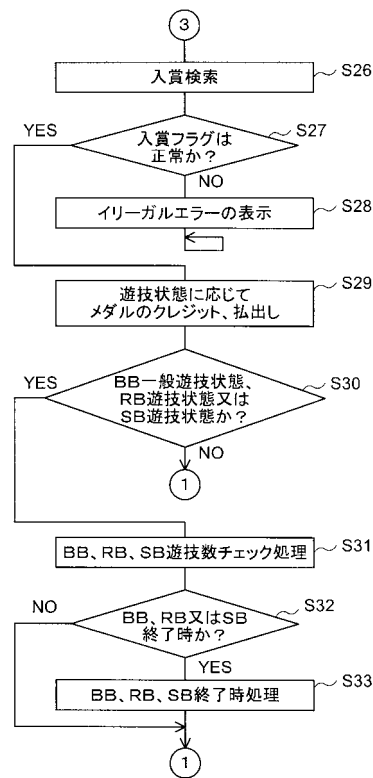 3
入賞検索
S26
YES
入賞フラグは
正常か?
S27
NO
イリーガルエラーの表示
S28
遊技状態に応じて
メダルのクレジット、払出し
S29
YES
BB一般遊技状態、
RB遊技状態又は
SB遊技状態か?
S30
NO
1
BB、RB、SB遊技数チェック処理
S31
NO
BB、RB又はSB
終了時か?
S32
YES
BB、RB、SB終了時処理
S33
1